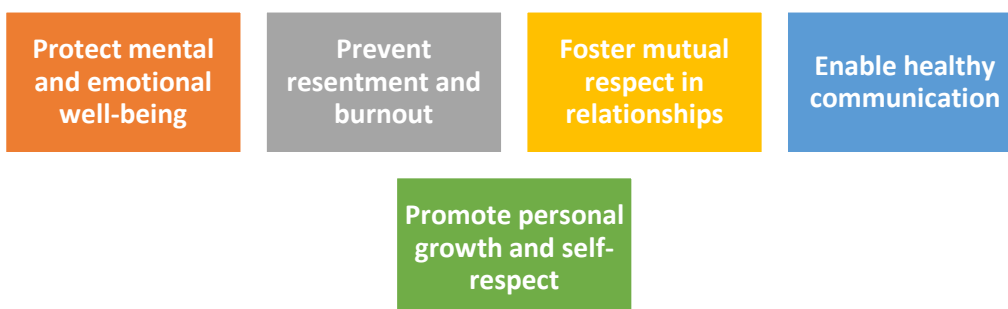 Protect mental
and emotional
well-being
Prevent
resentment and
burnout
Foster mutual
respect in
relationships
Enable healthy
communication
Promote personal
growth and self-
respect